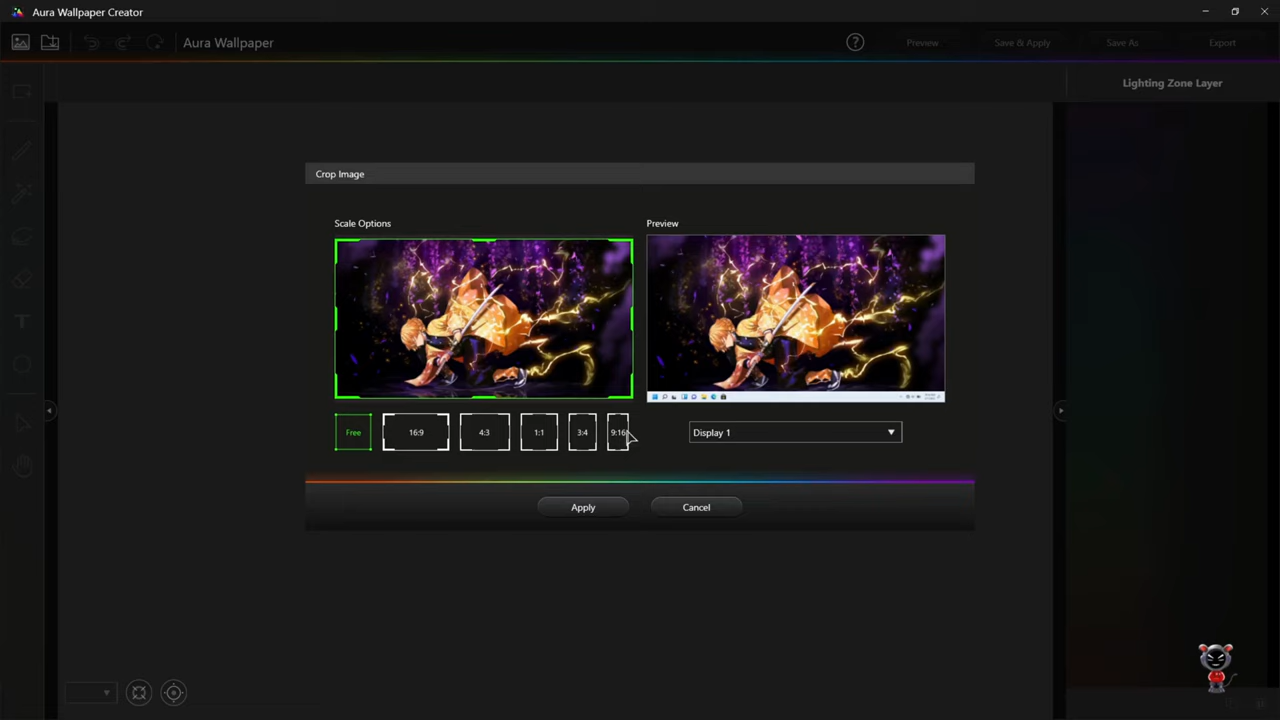 Aura Wallpaper Creator
Aura Wallpaper
Preview
Save & Apply
Save As
Export
Lighting Zone Layer
Crop Image
Scale Options
Preview
Free
16:9
4:3
1:1
3:4
9:16
Display 1
Apply
Cancel